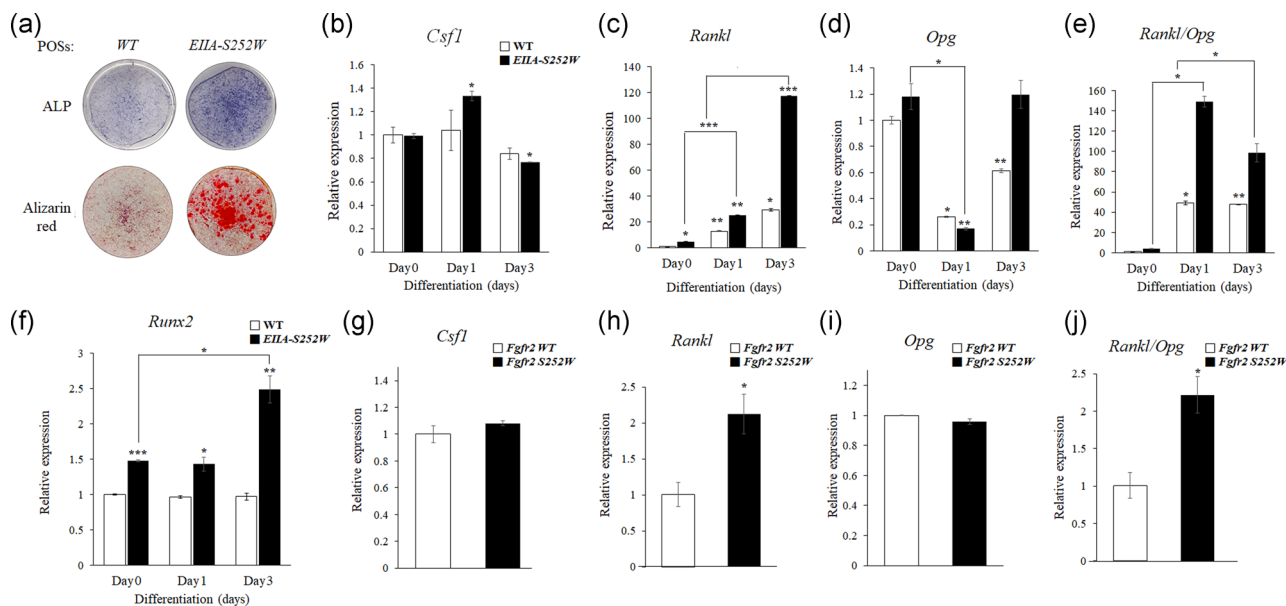 (a)
POSs: WT EIIA-S252W
ALP
Alizarin
red
(b)
Csf1
WT
EIIA-S252W
Relative expression
1.6
1.4
1.2
1.0
0.8
0.6
0.4
0.2
0
*
*
Day0 Day1 Day3
Differentiation (days)
(c)
Rankl
Relative expression
120
100
80
60
40
30
20
10
0
***
***
*
**
**
*
Day0 Day1 Day3
Differentiation (days)
(d)
Opg
Relative expression
1.4
1.2
1
0.8
0.6
0.4
0.2
0
*
*
**
**
Day0 Day1 Day3
Differentiation (days)
(e)
Rankl/Opg
Relative expression
160
140
120
100
80
60
50
40
20
0
*
*
*
**
Day0 Day1 Day3
Differentiation (days)
(f)
Runx2
WT
EIIA-S252W
Relative expression
3
2.5
2
1.5
1
0.5
0
*
***
*
**
Day0 Day1 Day3
Differentiation (days)
(g)
Csf1
Fgfr2 WT
Fgfr2 S252W
Relative expression
1.4
1.2
1
0.8
0.6
0.4
0.2
0
(h)
Rankl
Fgfr2 WT
Fgfr2 S252W
Relative expression
2.5
2
1.5
1
0.5
0
*
(i)
Opg
Fgfr2 WT
Fgfr2 S252W
Relative expression
1.2
1
0.8
0.6
0.4
0.2
0
(j)
Rankl/Opg
Fgfr2 WT
Fgfr2 S252W
Relative expression
2.5
2
1.5
1
0.5
0
*